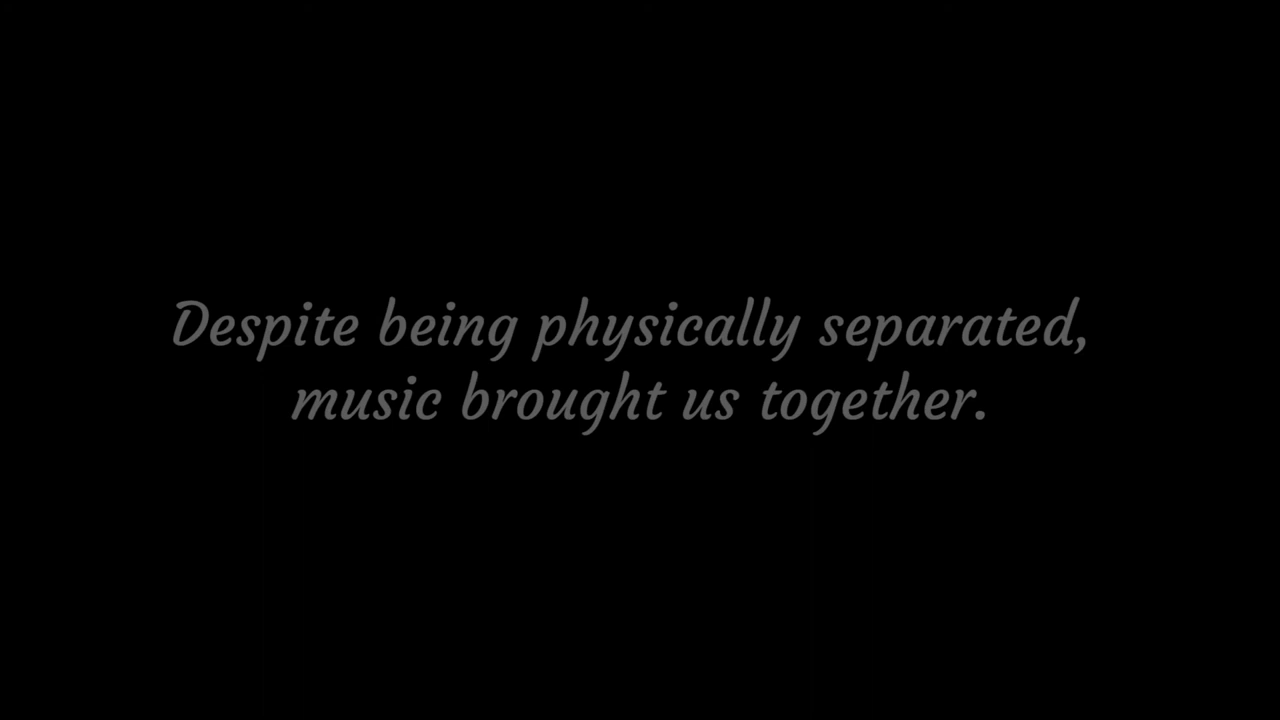 Despite being physically separated,
music brought us together.